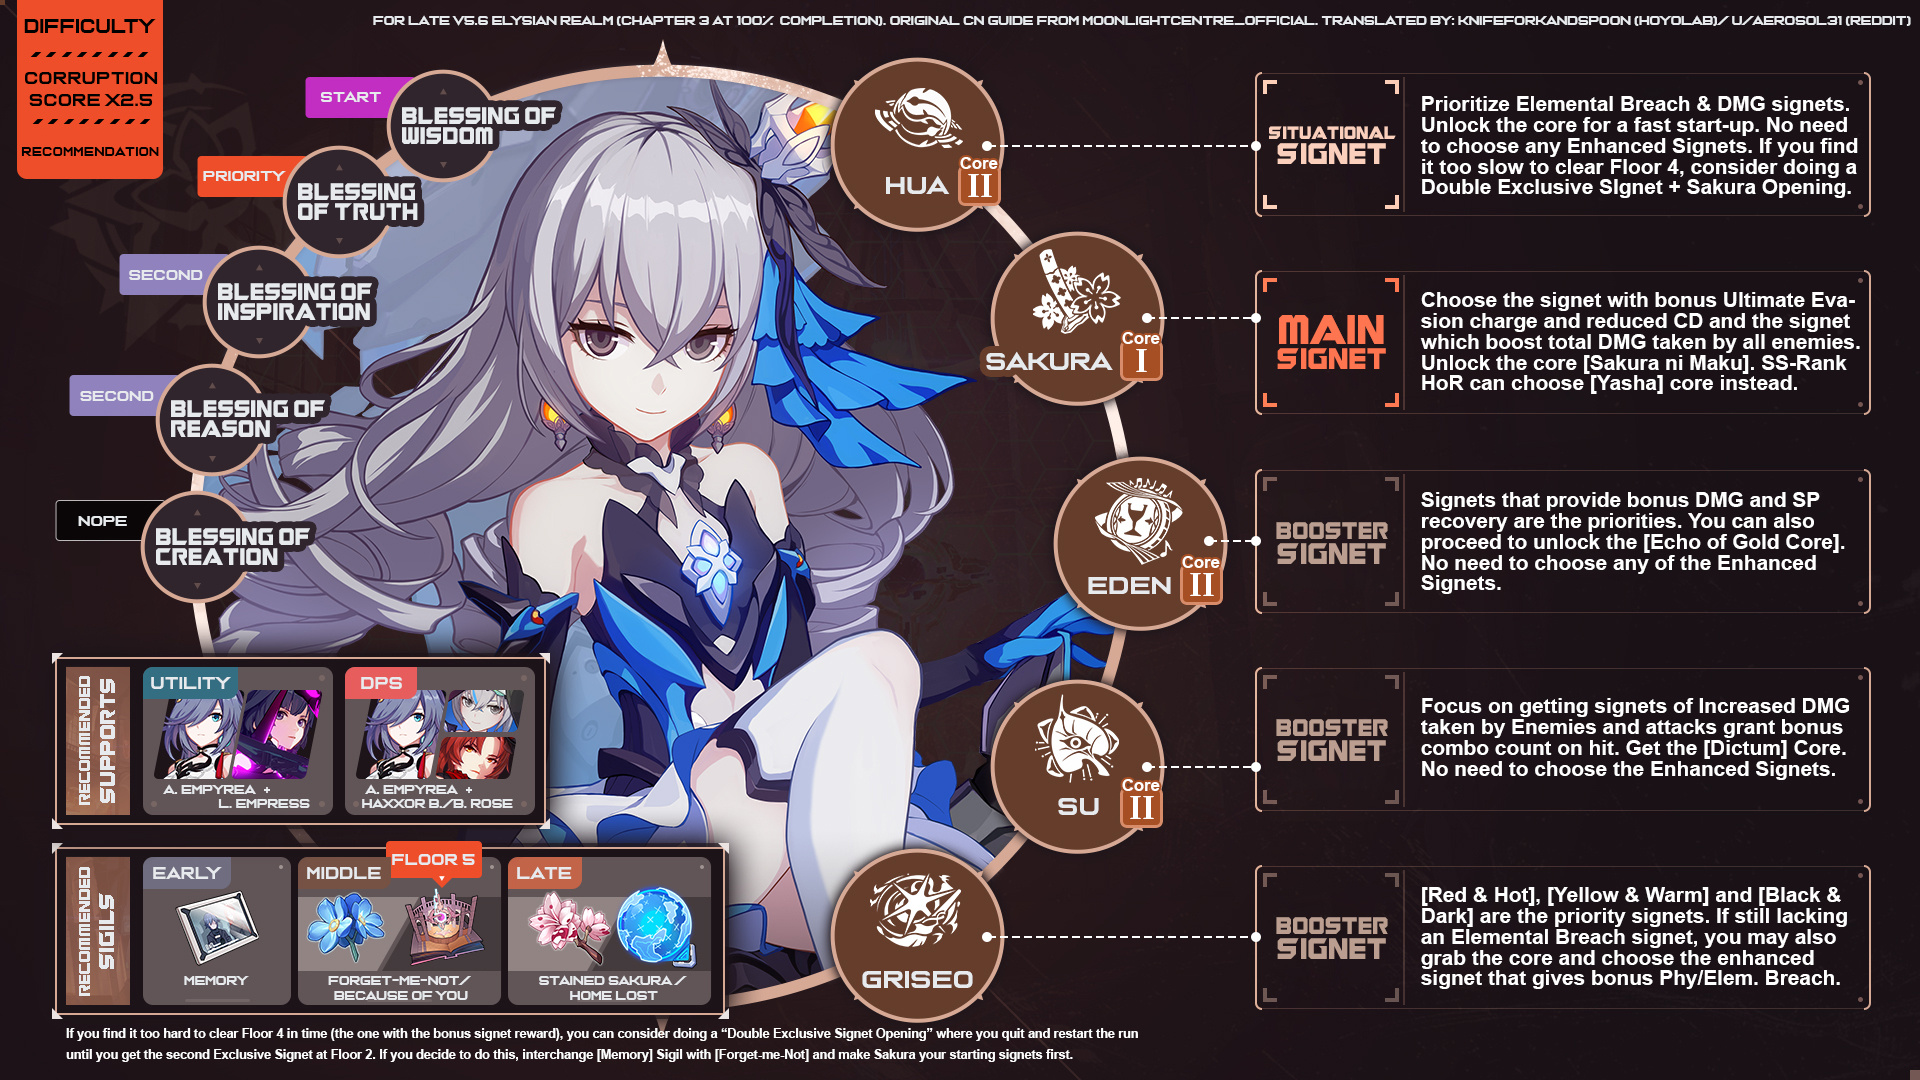 DIFFICULTY
CORRUPTION
SCORE X2.5
RECOMMENDATION
FOR LATE V5.6 ELYSIAN REALM (CHAPTER 3 AT 100% COMPLETION). ORIGINAL CN GUIDE FROM MOONLIGHTCENTRE_OFFICIAL. TRANSLATED BY: KNIFEFORKANDSPOON (HOYOLAB)/ U/AEROSOL31 (REDDIT)
START
BLESSING OF
WISDOM
PRIORITY
BLESSING
OF TRUTH
SECOND
BLESSING OF
INSPIRATION
SECOND
BLESSING OF
REASON
NOPE
BLESSING OF
CREATION
HUA
Core
II
SITUATIONAL
SIGNET
Prioritize Elemental Breach & DMG signets.
Unlock the core for a fast start-up. No need
to choose any Enhanced Signets. If you find
it too slow to clear Floor 4, consider doing a
Double Exclusive SIgnet + Sakura Opening.
SAKURA
Core
I
MAIN
SIGNET
Choose the signet with bonus Ultimate Eva-
sion charge and reduced CD and the signet
which boost total DMG taken by all enemies.
Unlock the core [Sakura ni Maku]. SS-Rank
HoR can choose [Yasha] core instead.
EDEN
Core
II
BOOSTER
SIGNET
Signets that provide bonus DMG and SP
recovery are the priorities. You can also
proceed to unlock the [Echo of Gold Core].
No need to choose any of the Enhanced
Signets.
SU
Core
II
BOOSTER
SIGNET
Focus on getting signets of Increased DMG
taken by Enemies and attacks grant bonus
combo count on hit. Get the [Dictum] Core.
No need to choose the Enhanced Signets.
GRISEO
BOOSTER
SIGNET
[Red & Hot], [Yellow & Warm] and [Black &
Dark] are the priority signets. If still lacking
an Elemental Breach signet, you may also
grab the core and choose the enhanced
signet that gives bonus Phy/Elem. Breach.
RECOMMENDED
SUPPORTS
UTILITY
A. EMPYREA +
L. EMPRESS
DPS
A. EMPYREA +
HAXXOR B./B. ROSE
RECOMMENDED
SIGILS
EARLY
MEMORY
MIDDLE
FLOOR 5
FORGET-ME-NOT/
BECAUSE OF YOU
LATE
STAINED SAKURA/
HOME LOST
If you find it too hard to clear Floor 4 in time (the one with the bonus signet reward), you can consider doing a “Double Exclusive Signet Opening” where you quit and restart the run
until you get the second Exclusive Signet at Floor 2. If you decide to do this, interchange [Memory] Sigil with [Forget-me-Not] and make Sakura your starting signets first.